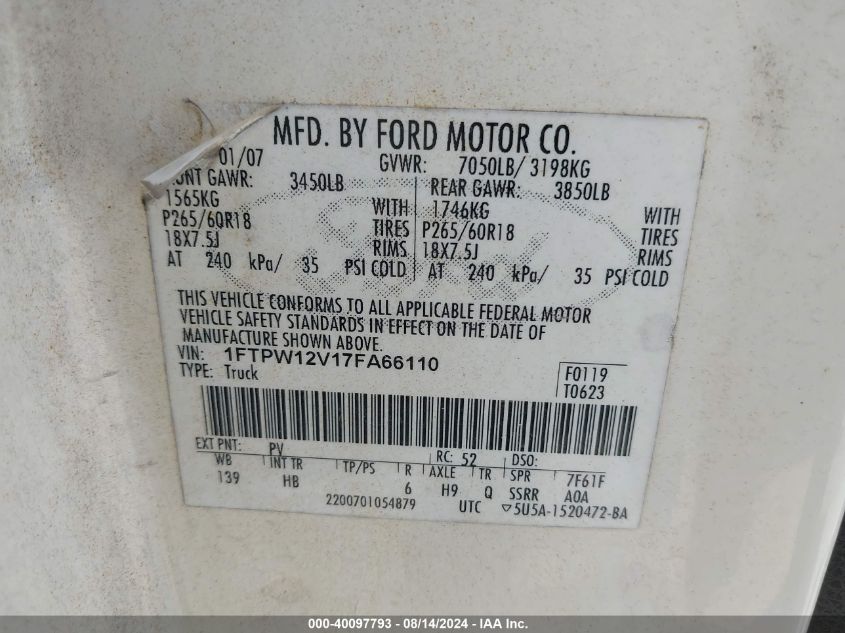 MFD. BY FORD MOTOR CO.
01/07 GVWR: 7050LB/ 3198KG
ONT GAWR: 3450LB REAR GAWR: 3850LB
1565KG WITH 1746KG WITH
P265/60R18 TIRES P265/60R18 TIRES
18X7.5J RIMS 18X7.5J RIMS
AT 240 kPa/ 35 PSI COLD AT 240 kPa/ 35 PSI COLD
THIS VEHICLE CONFORMS TO ALL APPLICABLE FEDERAL MOTOR
VEHICLE SAFETY STANDARDS IN EFFECT ON THE DATE OF
MANUFACTURE SHOWN ABOVE.
VIN: 1FTPW12V17FA66110
TYPE: Truck
F0119
T0623
EXT PNT: PV RC: 52 DSO:
WB INT TR TP/PS R AXLE TR SPR 7F61F
139 HB 6 H9 Q SSRR A0A
2200701054879 UTC ▽5U5A-1520472-BA
000-40097793 - 08/14/2024 - IAA Inc.